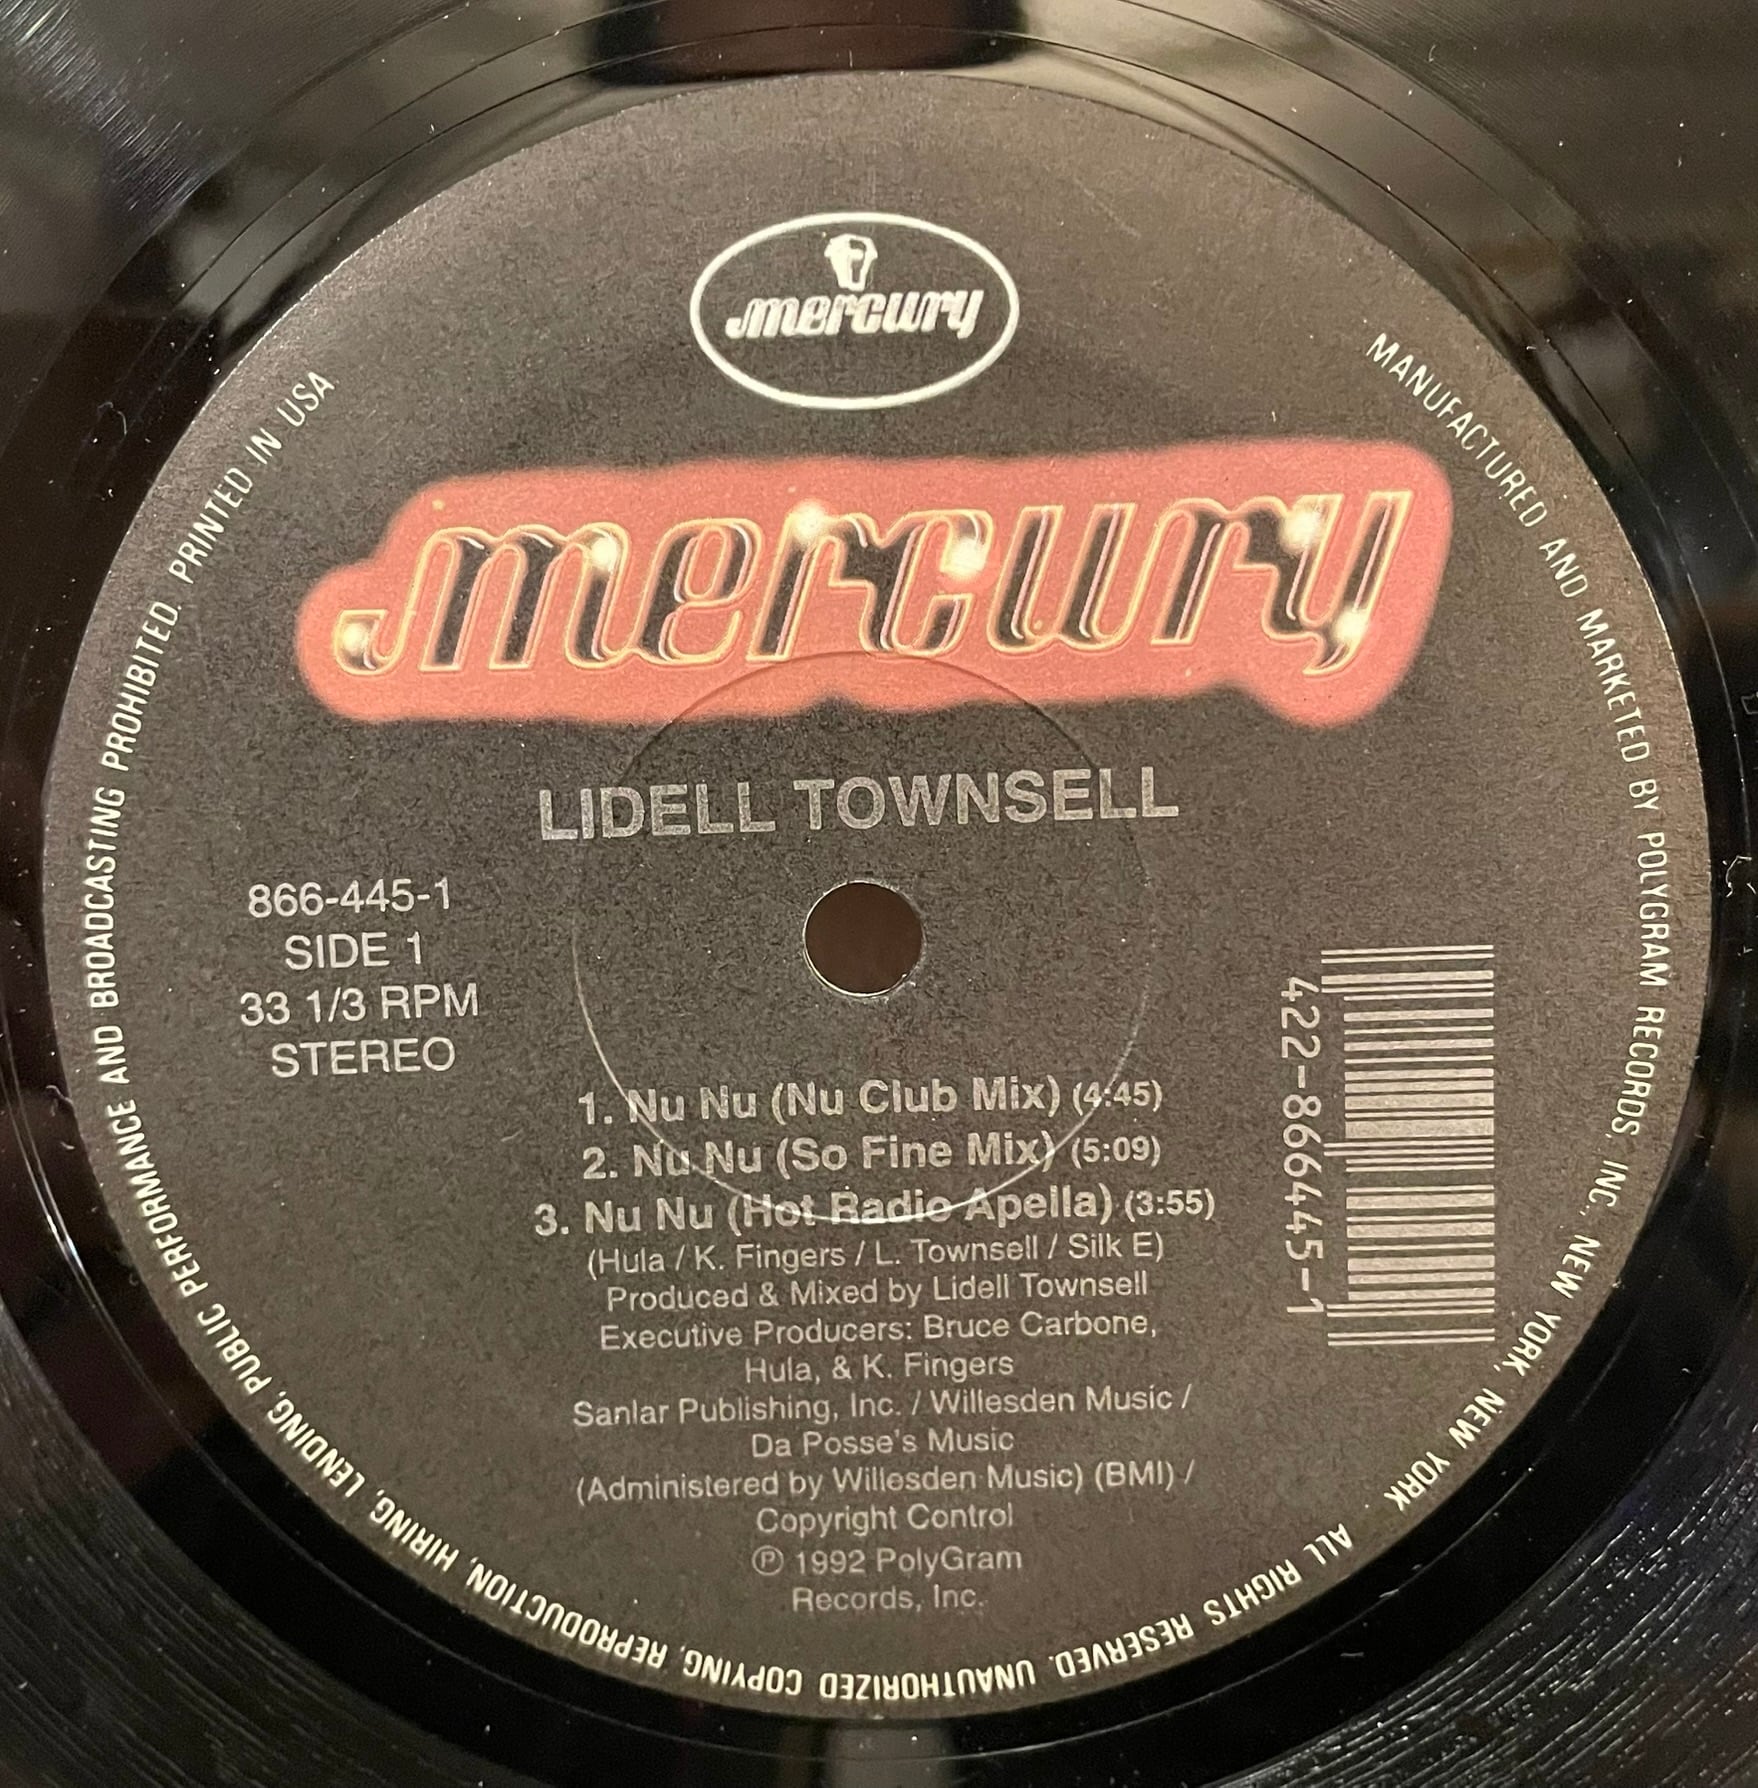 mercury
mercury
LIDELL TOWNSELL
866-445-1
SIDE 1
33 1/3 RPM
STEREO
1. Nu Nu (Nu Club Mix) (4:45)
2. Nu Nu (So Fine Mix) (5:09)
3. Nu Nu (Hot Radio Apella) (3:55)
(Hula / K. Fingers / L. Townsell / Silk E)
Produced & Mixed by Lidell Townsell
Executive Producers: Bruce Carbone,
Hula, & K. Fingers
Sanlar Publishing, Inc. / Willesden Music /
Da Posse's Music
(Administered by Willesden Music) (BMI) /
Copyright Control
℗ 1992 PolyGram
Records, Inc.
422-866445-1
MANUFACTURED AND MARKETED BY POLYGRAM RECORDS, INC., NEW YORK, NEW YORK. ALL RIGHTS RESERVED. UNAUTHORIZED COPYING, REPRODUCTION, HIRING, LENDING, PUBLIC PERFORMANCE AND BROADCASTING PROHIBITED. PRINTED IN USA